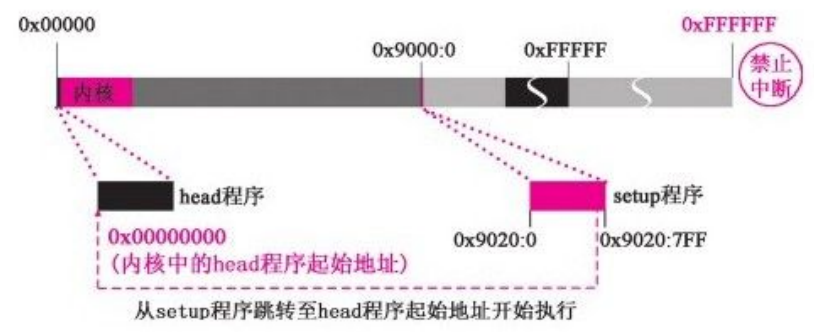 0x00000
0xFFFFFF
0x9000:0
0xFFFFF
禁止
中断
内核
head程序
setup程序
0x00000000
(内核中的head程序起始地址)
0x9020:0
0x9020:7FF
从setup程序跳转至head程序起始地址开始执行